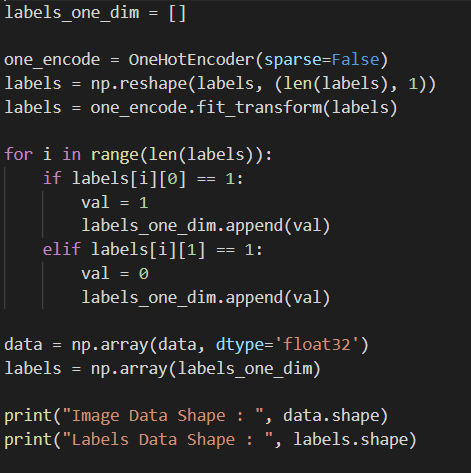 labels_one_dim = []
one_encode = OneHotEncoder(sparse=False)
labels = np.reshape(labels, (len(labels), 1))
labels = one_encode.fit_transform(labels)
for i in range(len(labels)):
    if labels[i][0] == 1:
        val = 1
        labels_one_dim.append(val)
    elif labels[i][1] == 1:
        val = 0
        labels_one_dim.append(val)
data = np.array(data, dtype='float32')
labels = np.array(labels_one_dim)
print("Image Data Shape : ", data.shape)
print("Labels Data Shape : ", labels.shape)